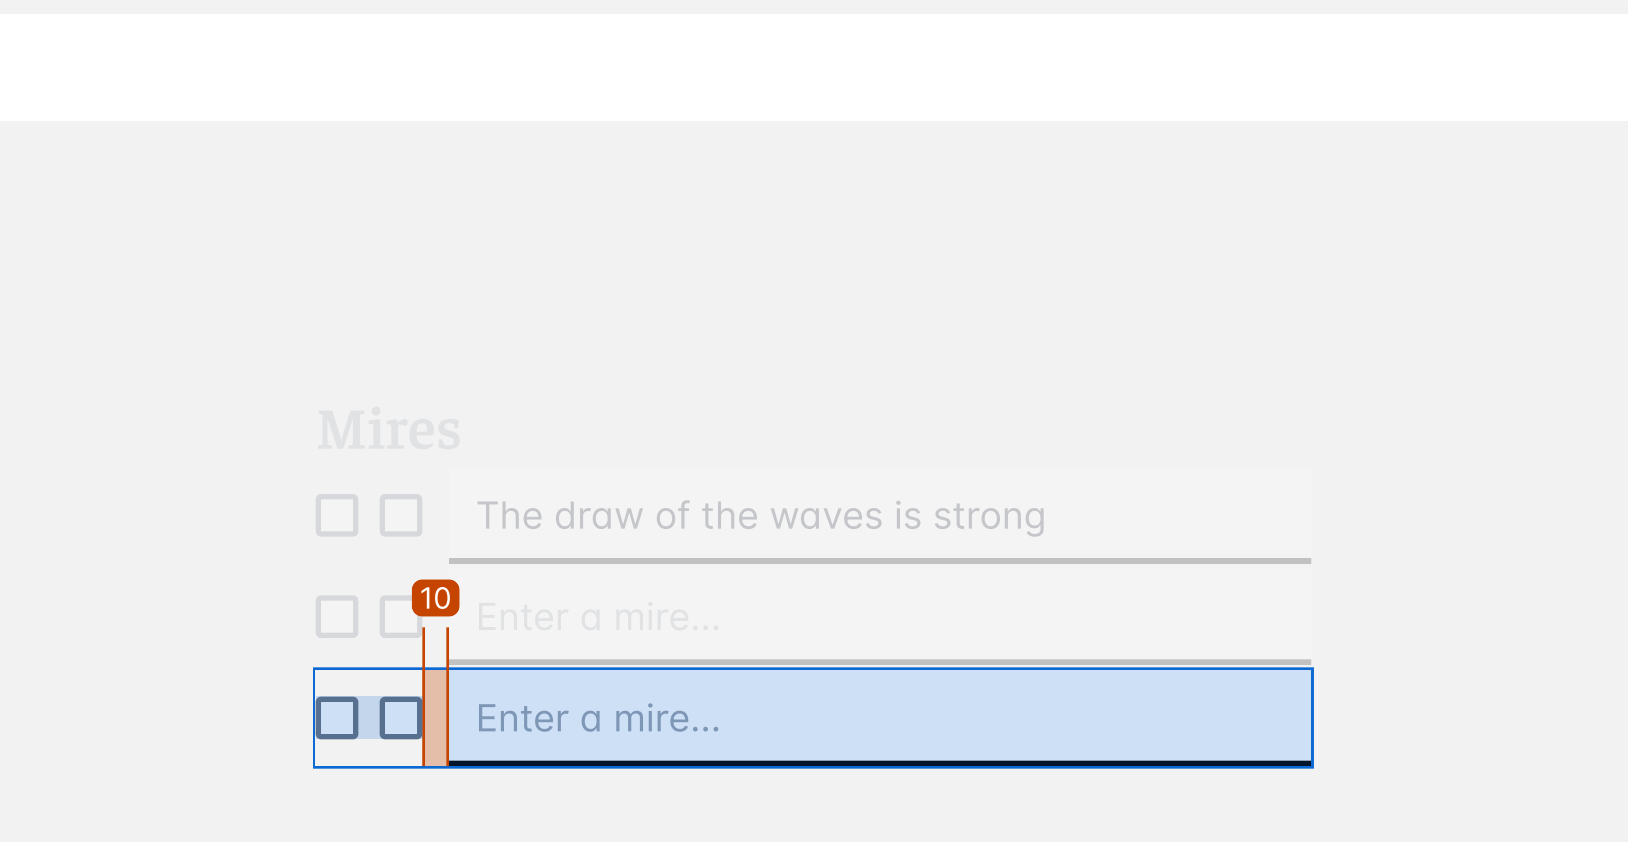 Mires
The draw of the waves is strong
10
Enter a mire...
Enter a mire...